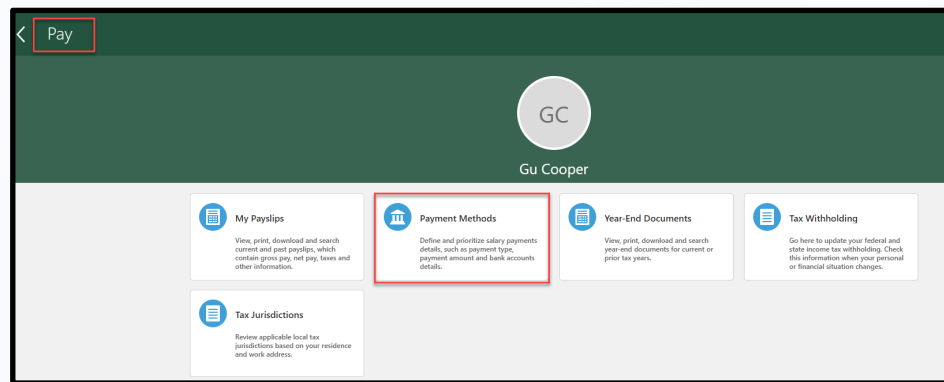 Pay
GC
Gu Cooper
My Payslips
View, print, download and search
current and past payslips, which
contain gross pay, net pay, taxes and
other information.
Payment Methods
Define and prioritize salary payments
details, such as payment type,
payment amount and bank accounts
details.
Year-End Documents
View, print, download and search
year-end documents for current or
prior tax years.
Tax Withholding
Go here to update your federal and
state income tax withholding. Check
this information when your personal
or financial situation changes.
Tax Jurisdictions
Review applicable local tax
jurisdictions based on your residence
and work address.